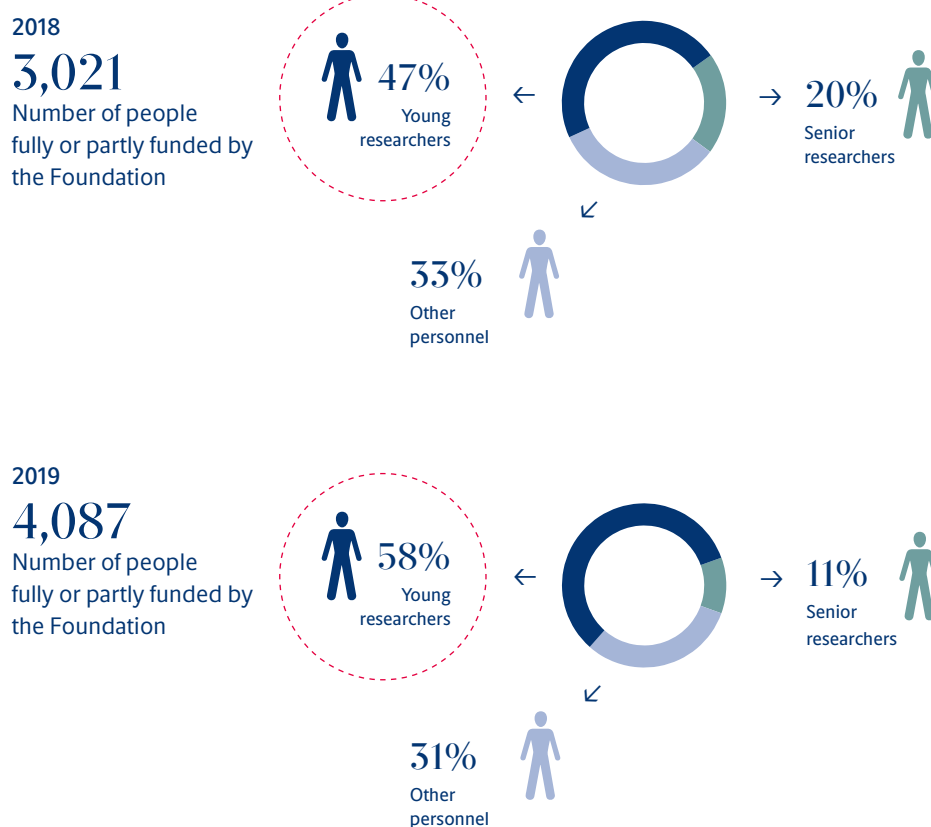 2018
3,021
Number of people
fully or partly funded by
the Foundation
47%
Young
researchers
20%
Senior
researchers
33%
Other
personnel
2019
4,087
Number of people
fully or partly funded by
the Foundation
58%
Young
researchers
11%
Senior
researchers
31%
Other
personnel